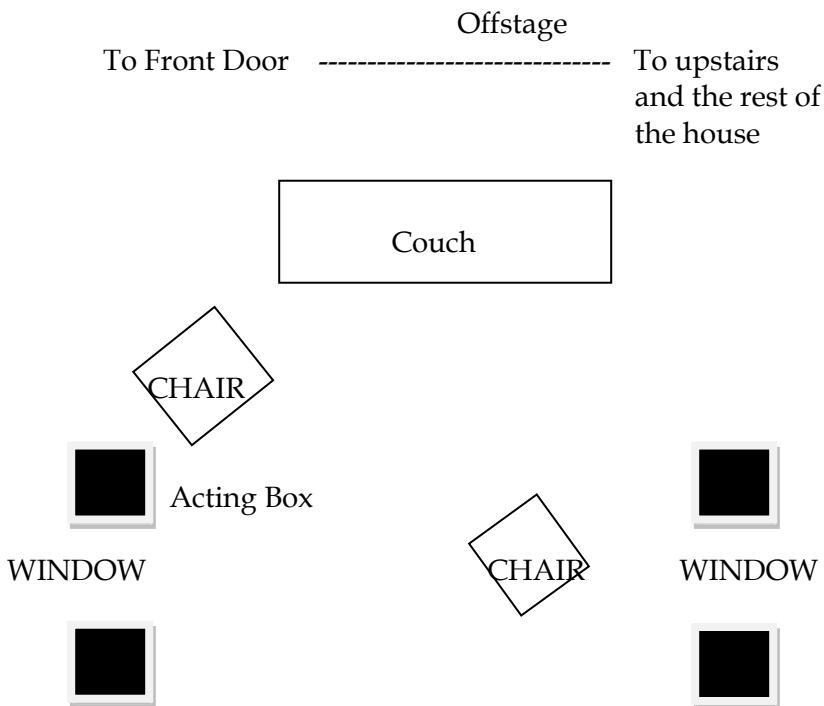 Offstage
To Front Door ------------------------------ To upstairs
and the rest of
the house
Couch
CHAIR
Acting Box
WINDOW
CHAIR
WINDOW